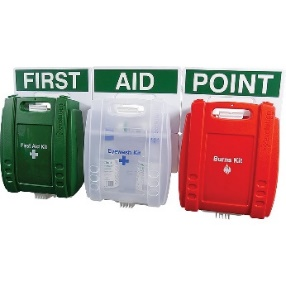 FIRST AID POINT
First Aid Kit
Eyewash Kit
Burns Kit